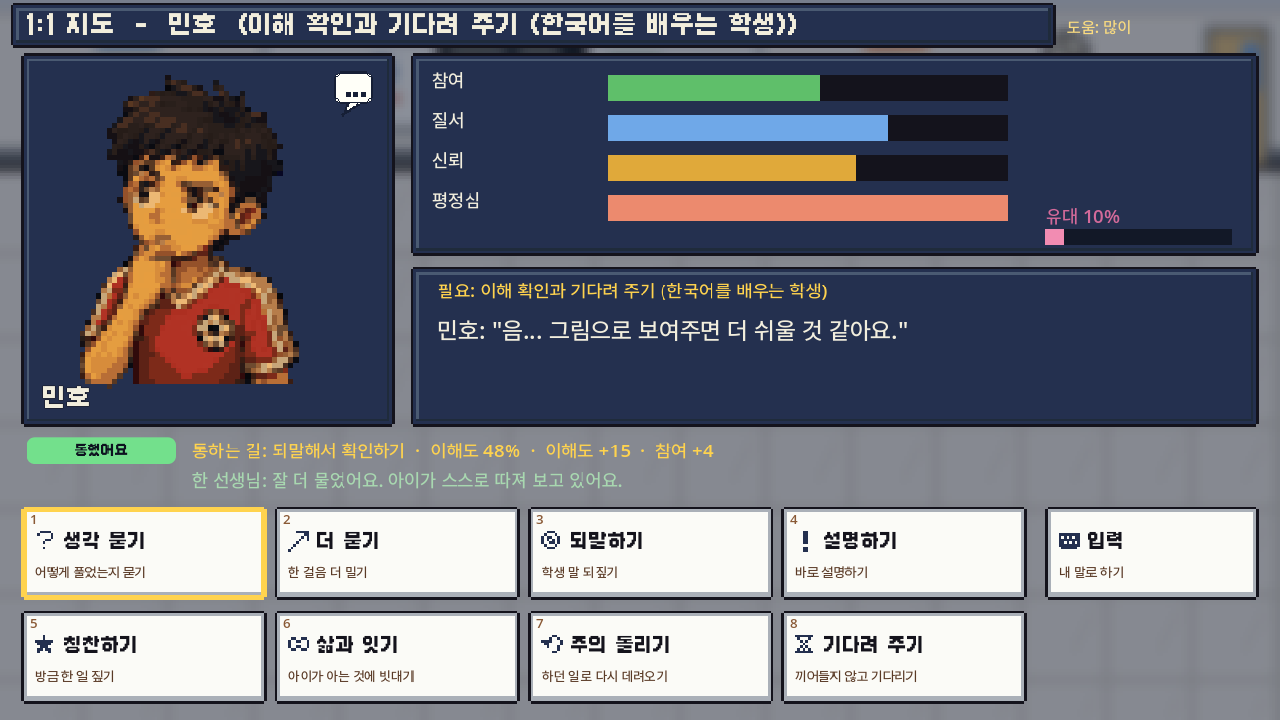 1:1 지도 - 민호 (이해 확인과 기다려 주기 (한국어를 배우는 학생))
도움: 많이
...
민호
참여
질서
신뢰
평정심
유대 10%
필요: 이해 확인과 기다려 주기 (한국어를 배우는 학생)
민호: "음... 그림으로 보여주면 더 쉬울 것 같아요."
통했어요
통하는 길: 되말해서 확인하기 · 이해도 48% · 이해도 +15 · 참여 +4
한 선생님: 잘 더 물었어요. 아이가 스스로 따져 보고 있어요.
1
? 생각 묻기
어떻게 풀었는지 묻기
2
더 묻기
한 걸음 더 밀기
3
되말하기
학생 말 되짚기
4
! 설명하기
바로 설명하기
입력
내 말로 하기
5
칭찬하기
방금 한 일 짚기
6
삶과 잇기
아이가 아는 것에 빗대기
7
주의 돌리기
하던 일로 다시 데려오기
8
기다려 주기
끼어들지 않고 기다리기